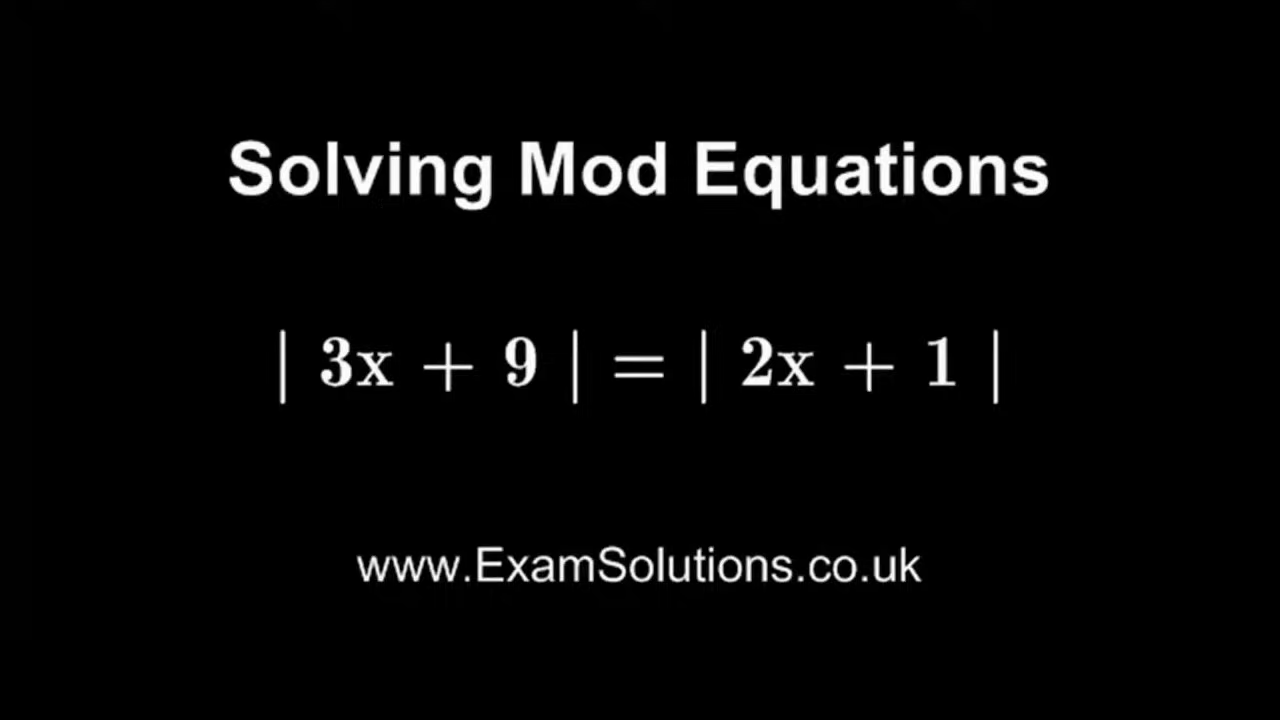 Solving Mod Equations
| 3x + 9 | = | 2x + 1 |
www.ExamSolutions.co.uk